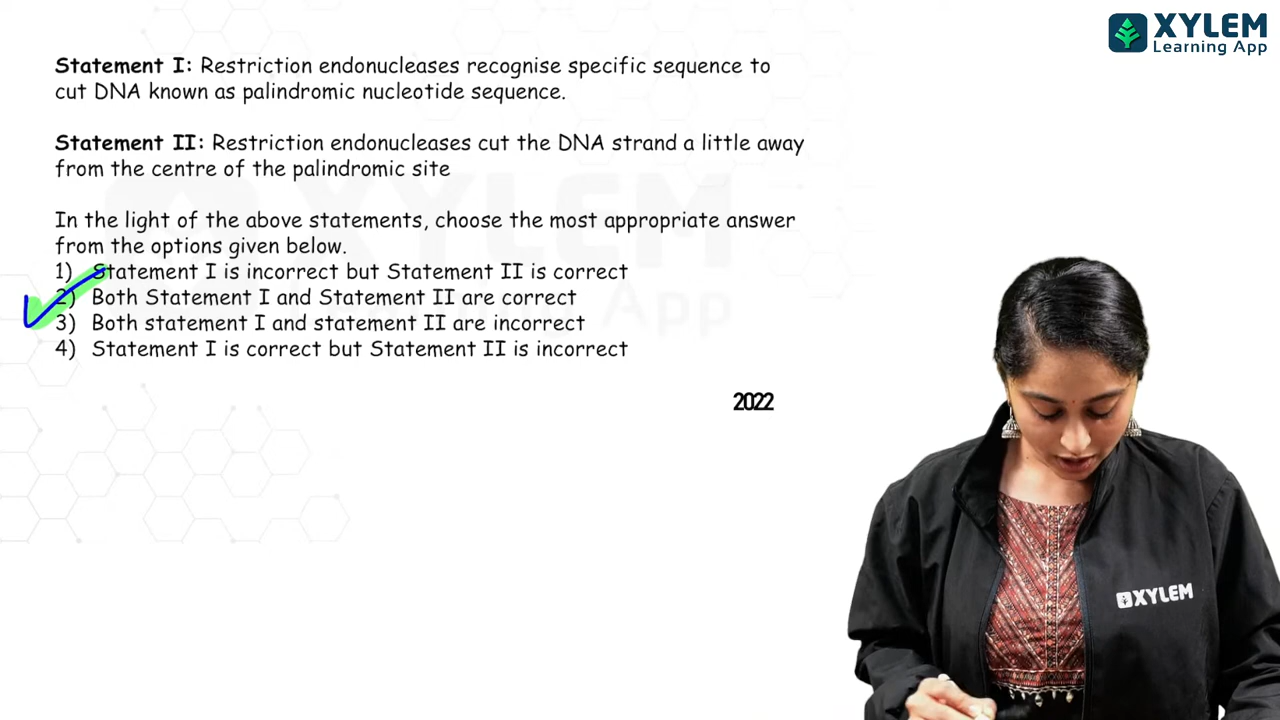 XYLEM
Learning App
Statement I: Restriction endonucleases recognise specific sequence to
cut DNA known as palindromic nucleotide sequence.
Statement II: Restriction endonucleases cut the DNA strand a little away
from the centre of the palindromic site
In the light of the above statements, choose the most appropriate answer
from the options given below.
1) Statement I is incorrect but Statement II is correct
2) Both Statement I and Statement II are correct
3) Both statement I and statement II are incorrect
4) Statement I is correct but Statement II is incorrect
2022
XYLEM